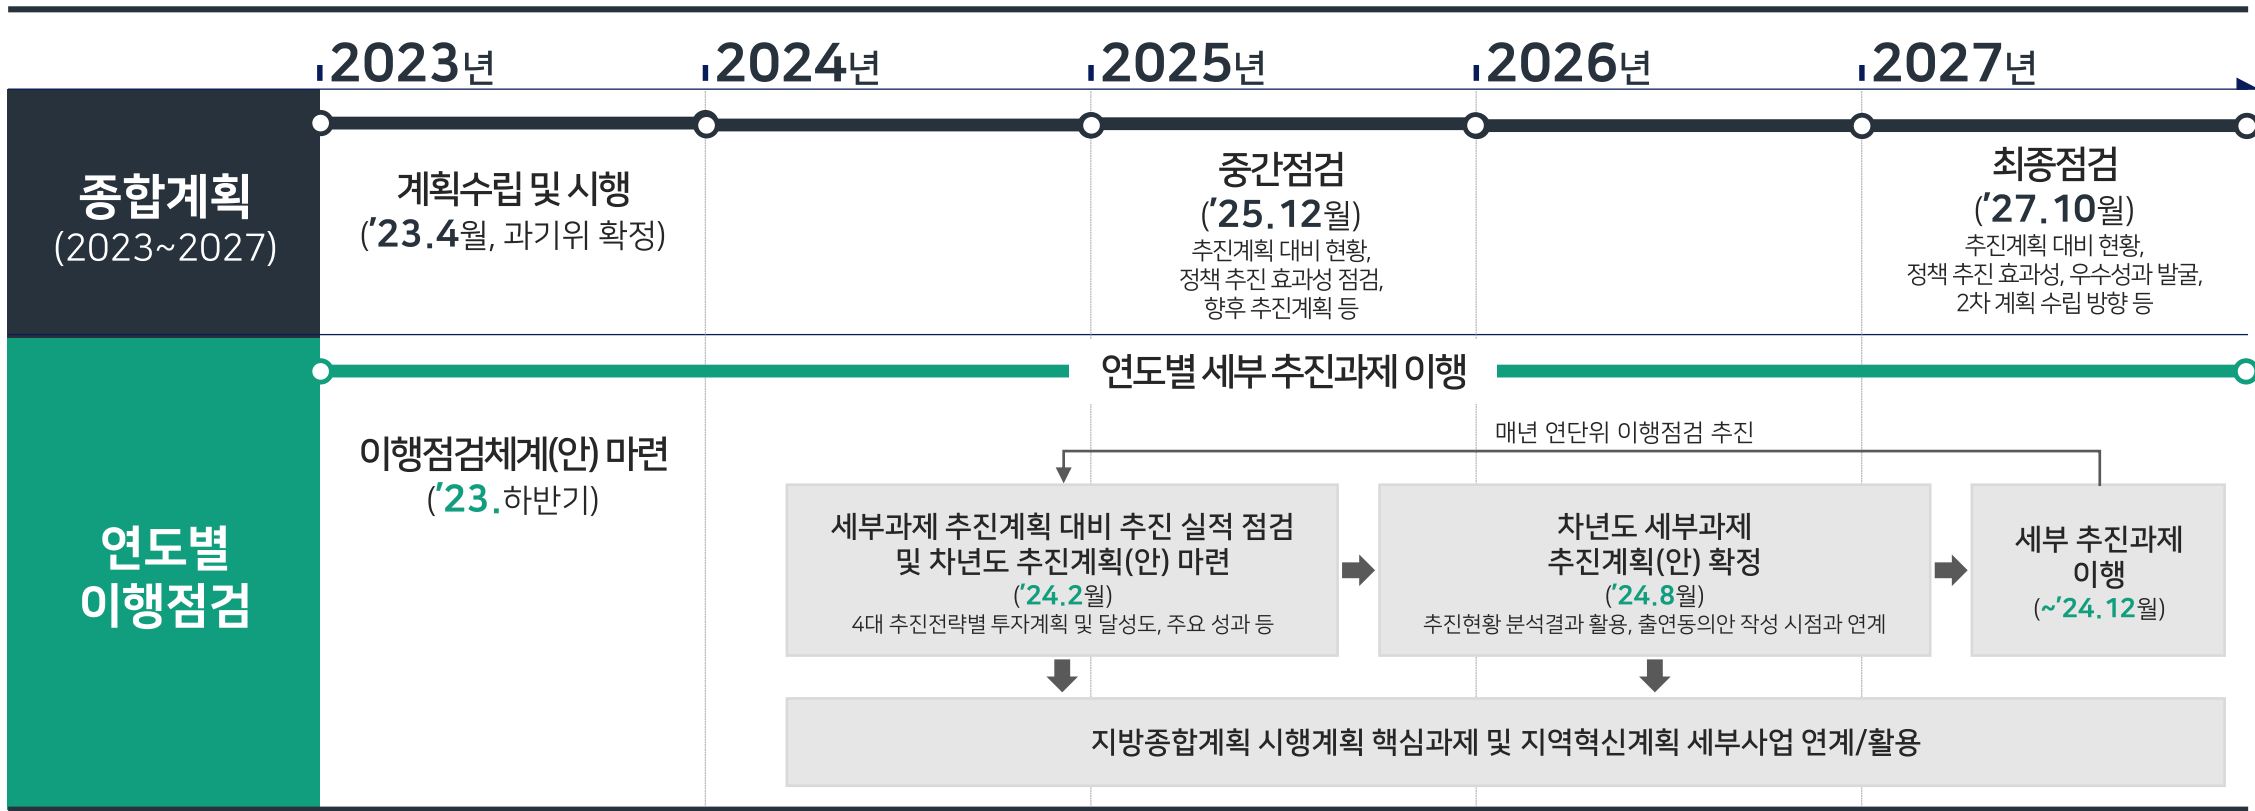 2023년 2024년 2025년 2026년 2027년
종합계획
(2023~2027)
계획수립 및 시행
(’23.4월, 과기위 확정)
중간점검
(’25.12월)
추진계획 대비 현황,
정책 추진 효과성 점검,
향후 추진계획 등
최종점검
(’27.10월)
추진계획 대비 현황,
정책 추진 효과성, 우수성과 발굴,
2차 계획 수립 방향 등
연도별
이행점검
연도별 세부 추진과제 이행
이행점검체계(안) 마련
(’23.하반기)
매년 연단위 이행점검 추진
세부과제 추진계획 대비 추진 실적 점검
및 차년도 추진계획(안) 마련
(’24.2월)
4대 추진전략별 투자계획 및 달성도, 주요 성과 등
차년도 세부과제
추진계획(안) 확정
(’24.8월)
추진현황 분석결과 활용, 출연동의안 작성 시점과 연계
세부 추진과제
이행
(~’24.12월)
지방종합계획 시행계획 핵심과제 및 지역혁신계획 세부사업 연계/활용